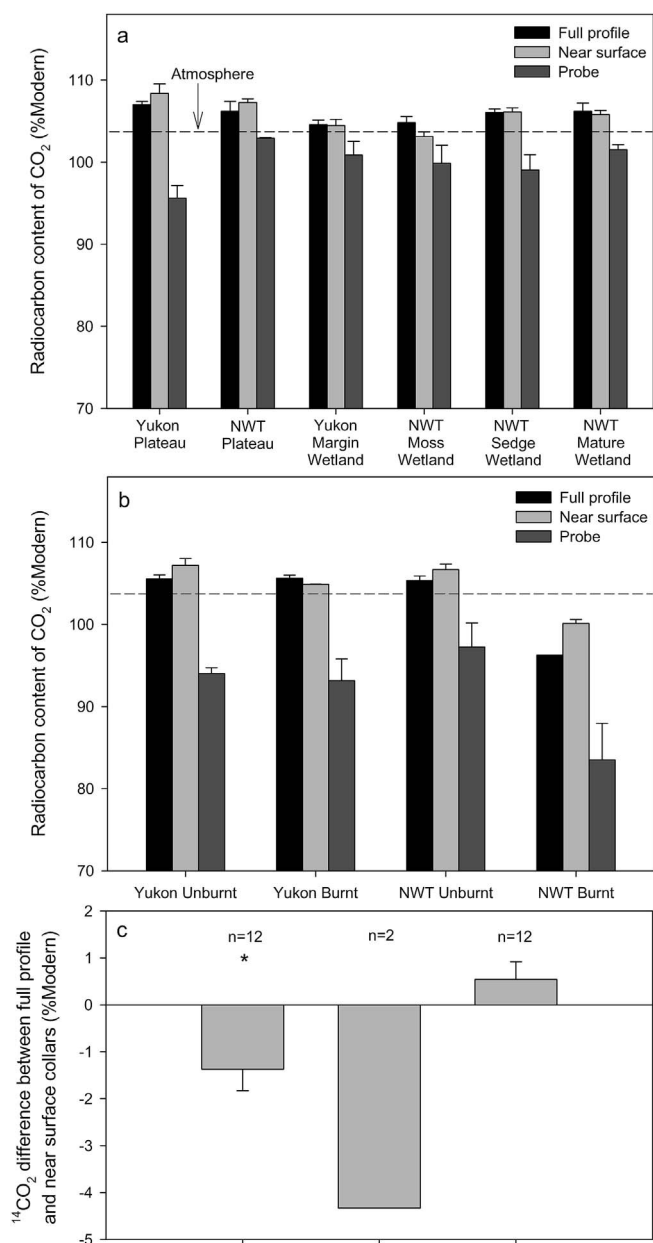 a
Full profile
Near surface
Probe
Atmosphere
Radiocarbon content of CO2 (%Modern)
110
100
90
80
70
Yukon Plateau
NWT Plateau
Yukon Margin Wetland
NWT Moss Wetland
NWT Sedge Wetland
NWT Mature Wetland
b
Full profile
Near surface
Probe
Radiocarbon content of CO2 (%Modern)
110
100
90
80
70
Yukon Unburnt
Yukon Burnt
NWT Unburnt
NWT Burnt
c
n=12
n=2
n=12
*
14CO2 difference between full profile
and near surface collars (%Modern)
2
1
0
-1
-2
-3
-4
-5